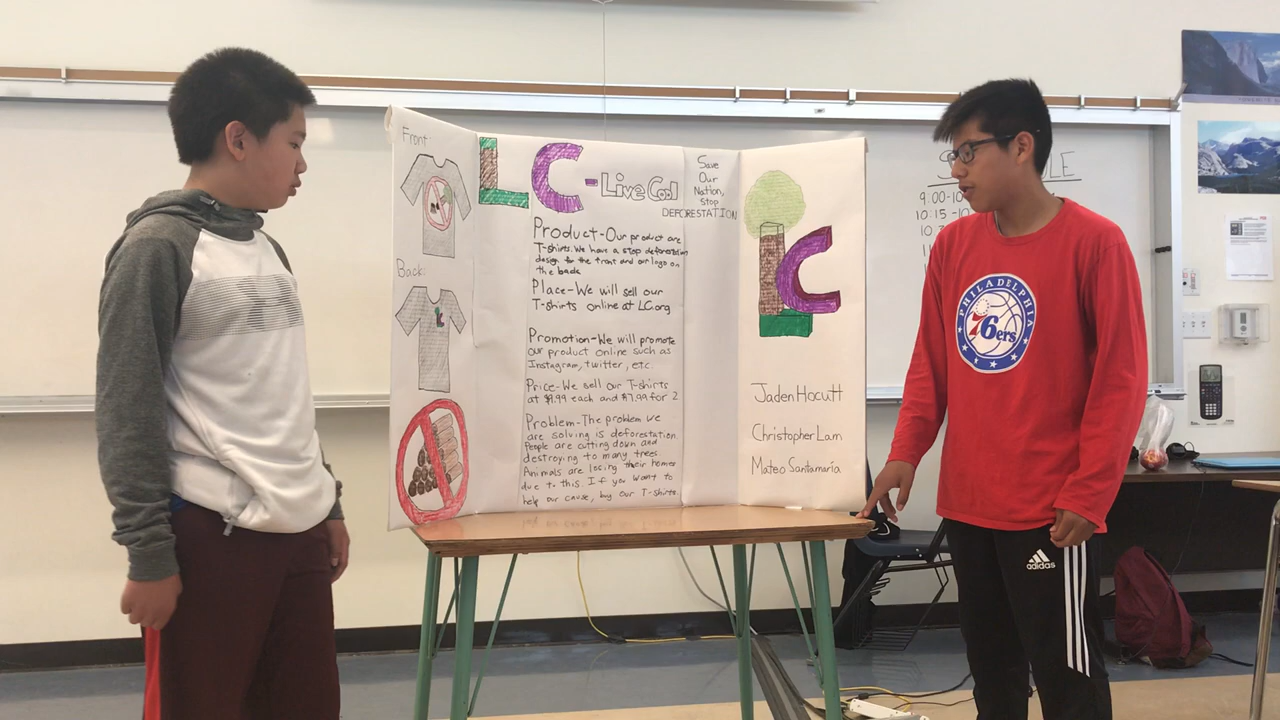 Front:
Back:
LC-Live Cool
Save
Our
Nation,
Stop
DEFORESTATION
Product-Our product are
T-shirts. We have a stop deforestation
design for the front and our logo on
the back
Place-We will sell our
T-shirts online at LC.org
Promotion-We will promote
our product online such as
Instagram, twitter, etc.
Price-We sell our T-shirts
at $9.99 each and $7.99 for 2
Problem-The problem we
are solving is deforestation.
People are cutting down and
destroying to many trees
Animals are losing their homes
due to this. If you want to
help our cause, buy our T-shirts.
LC
Jaden Hocutt
Christopher Lam
Mateo Santamaría
9:00-10
10:15-10
PHILADELPHIA
76ers
adidas